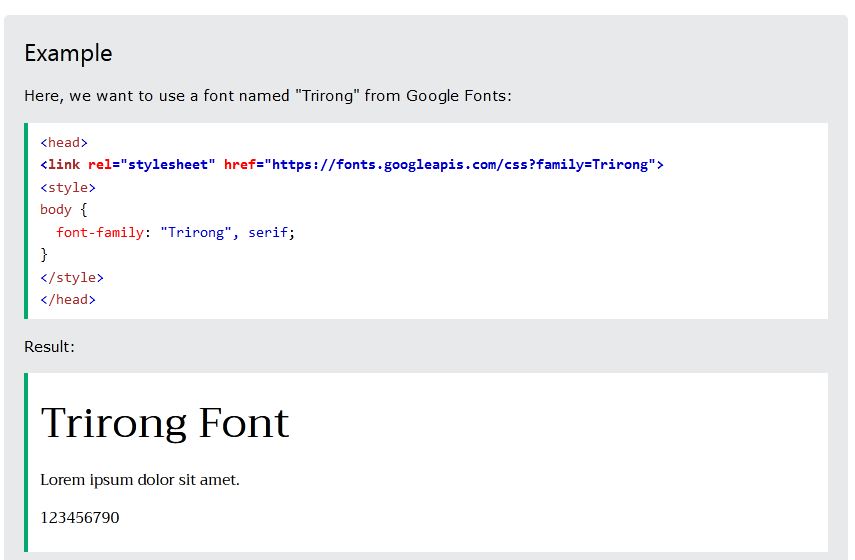 Example
Here, we want to use a font named "Trirong" from Google Fonts:
<head>
<link rel="stylesheet" href="https://fonts.googleapis.com/css?family=Trirong">
<style>
body {
  font-family: "Trirong", serif;
}
</style>
</head>
Result:
Trirong Font
Lorem ipsum dolor sit amet.
123456790